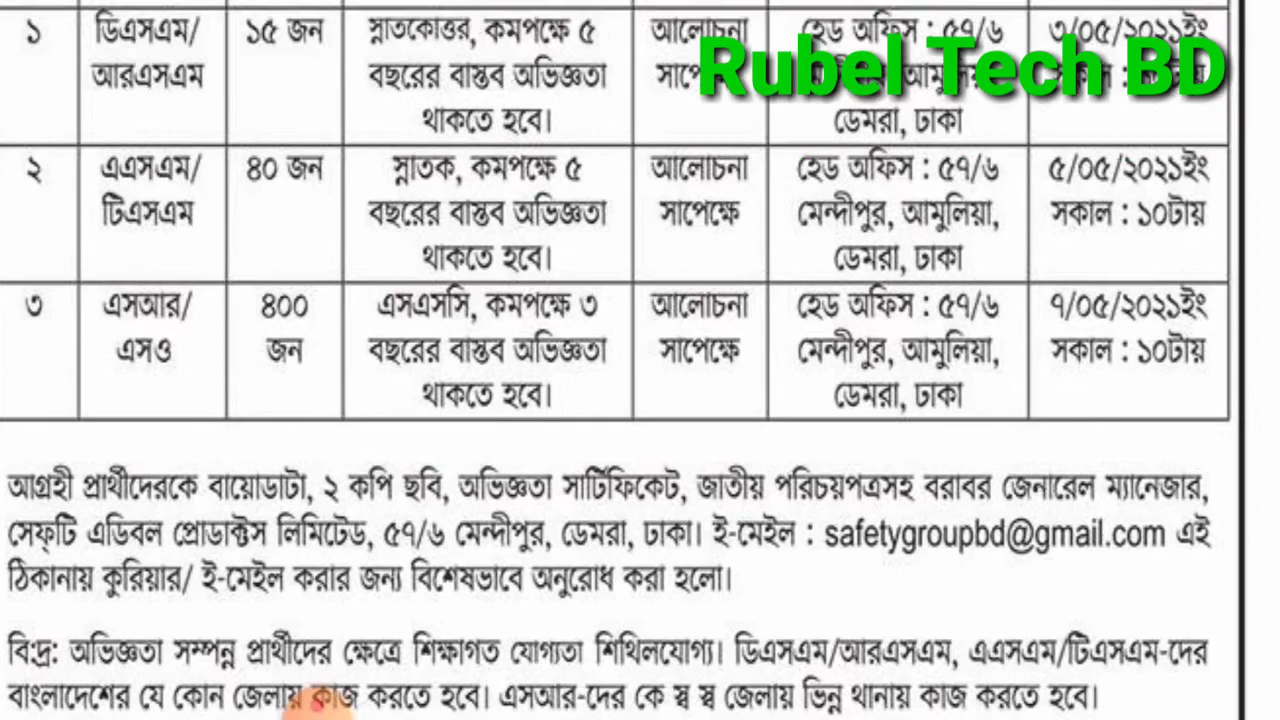 ১ ডিএসএম/ ১৫ জন স্নাতকোত্তর, কমপক্ষে ৫ আলোচনা হেড অফিস : ৫৭/৬ ৩/০৫/২০২১ইং
আরএসএম বছরের বাস্তব অভিজ্ঞতা
থাকতে হবে। ডেমরা, ঢাকা
Rubel Tech BD
২ এএসএম/ ৪০ জন স্নাতক, কমপক্ষে ৫ আলোচনা হেড অফিস : ৫৭/৬ ৫/০৫/২০২১ইং
টিএসএম বছরের বাস্তব অভিজ্ঞতা সাপেক্ষে মেন্দীপুর, আমুলিয়া, সকাল : ১০টায়
থাকতে হবে। ডেমরা, ঢাকা
৩ এসআর/ ৪০০ এসএসসি, কমপক্ষে ৩ আলোচনা হেড অফিস : ৫৭/৬ ৭/০৫/২০২১ইং
এসও জন বছরের বাস্তব অভিজ্ঞতা সাপেক্ষে মেন্দীপুর, আমুলিয়া, সকাল : ১০টায়
থাকতে হবে। ডেমরা, ঢাকা
আগ্রহী প্রার্থীদেরকে বায়োডাটা, ২ কপি ছবি, অভিজ্ঞতা সার্টিফিকেট, জাতীয় পরিচয়পত্রসহ বরাবর জেনারেল ম্যানেজার,
সেফ্‌টি এডিবল প্রোডাক্টস লিমিটেড, ৫৭/৬ মেন্দীপুর, ডেমরা, ঢাকা। ই-মেইল : safetygroupbd@gmail.com এই
ঠিকানায় কুরিয়ার/ ই-মেইল করার জন্য বিশেষভাবে অনুরোধ করা হলো।
বি:দ্র: অভিজ্ঞতা সম্পন্ন প্রার্থীদের ক্ষেত্রে শিক্ষাগত যোগ্যতা শিথিলযোগ্য। ডিএসএম/আরএসএম, এএসএম/টিএসএম-দের
বাংলাদেশের যে কোন জেলায় কাজ করতে হবে। এসআর-দের কে স্ব স্ব জেলায় ভিন্ন থানায় কাজ করতে হবে।